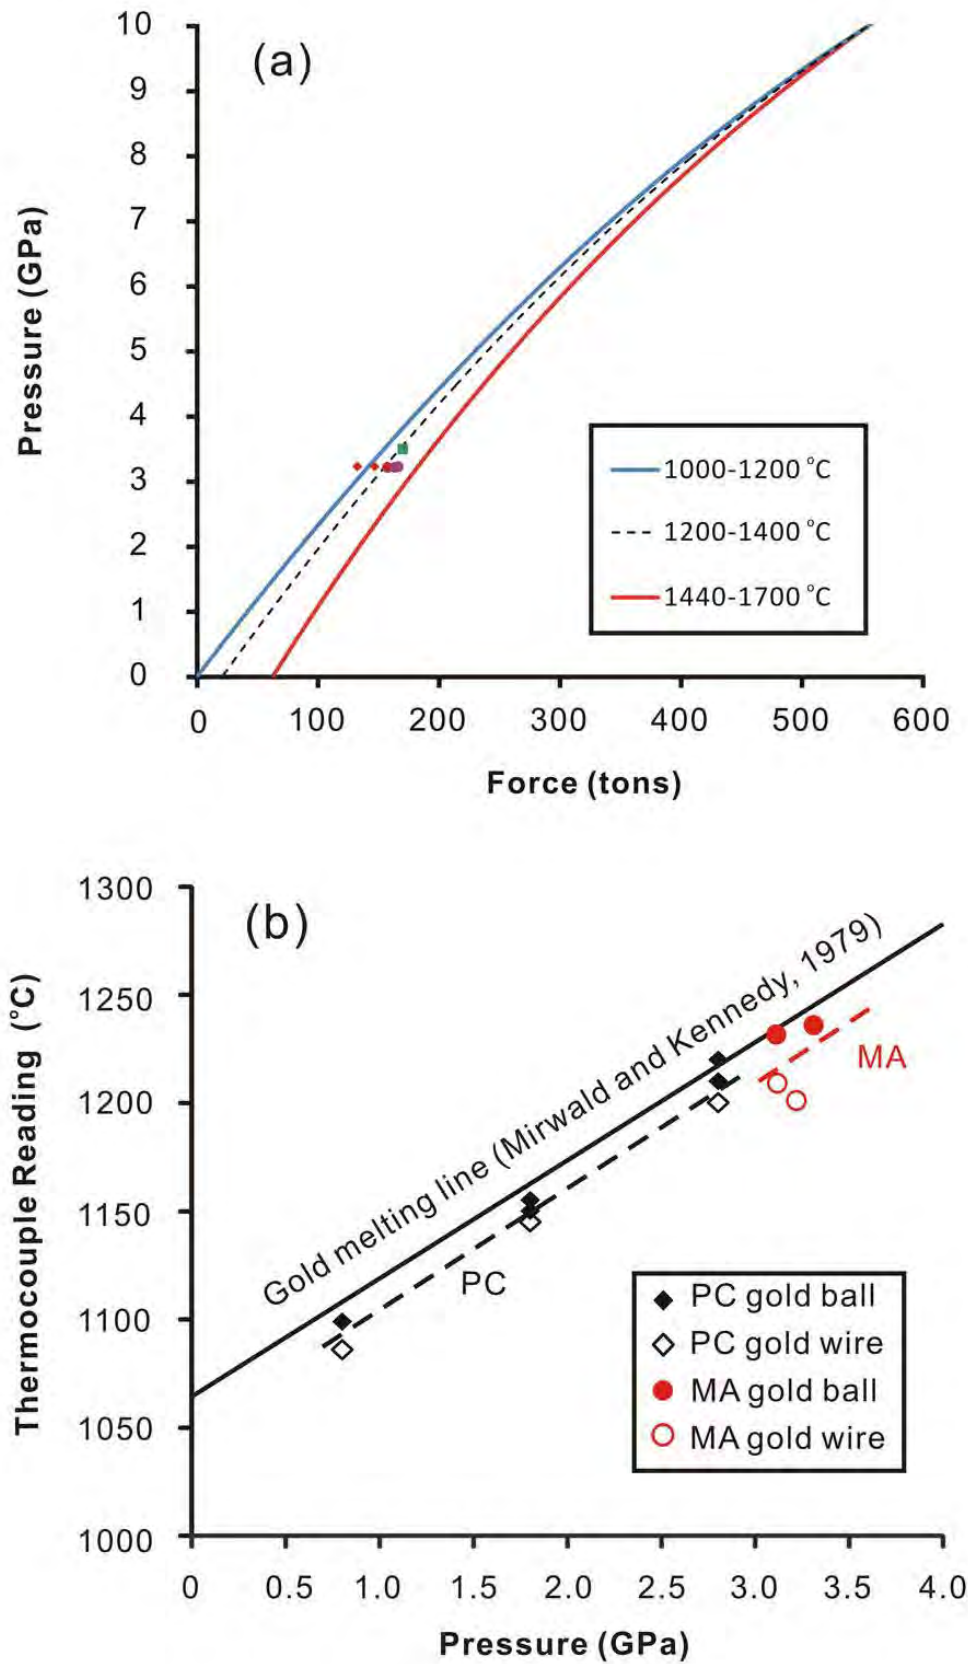 (a)
10
9
8
7
6
5
4
3
2
1
0
Pressure (GPa)
1000-1200 °C
1200-1400 °C
1440-1700 °C
0 100 200 300 400 500 600
Force (tons)
(b)
1300
1250
1200
1150
1100
1050
1000
Thermocouple Reading (°C)
Gold melting line (Mirwald and Kennedy, 1979)
MA
PC
PC gold ball
PC gold wire
MA gold ball
MA gold wire
0 0.5 1.0 1.5 2.0 2.5 3.0 3.5 4.0
Pressure (GPa)